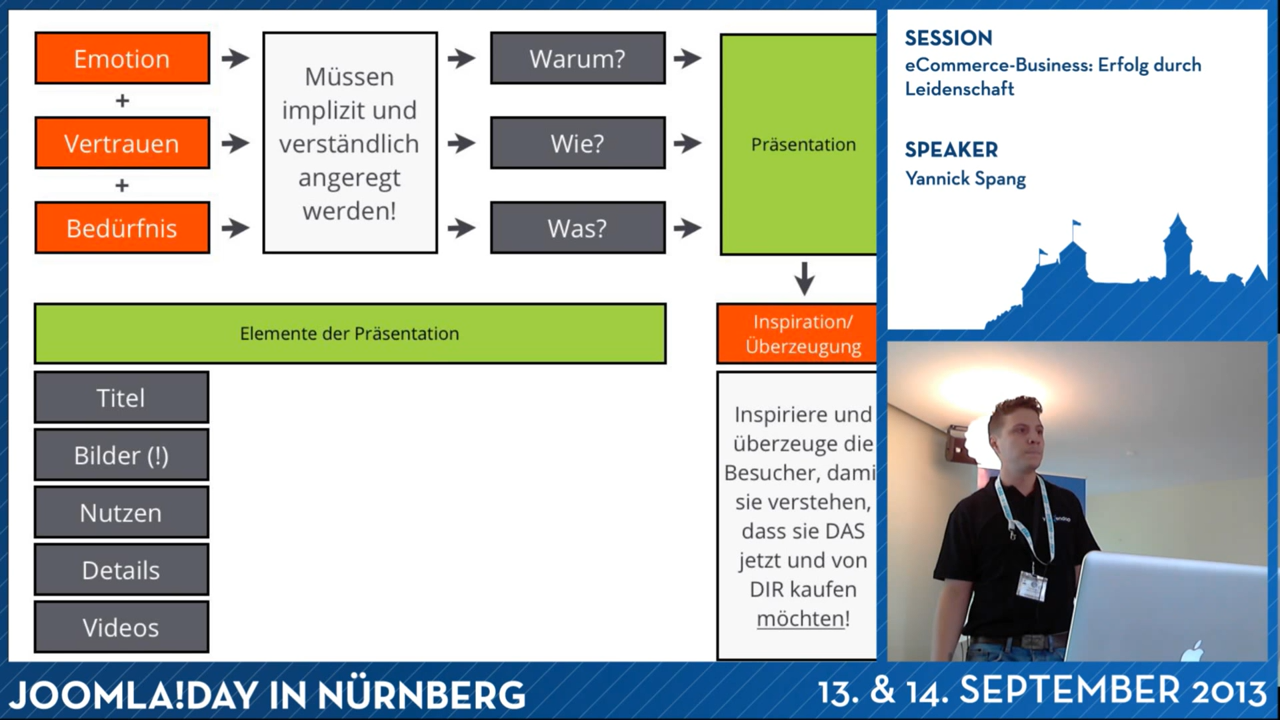 Emotion
+
Vertrauen
+
Bedürfnis
Müssen
implizit und
verständlich
angeregt
werden!
Warum?
Wie?
Was?
Präsentation
Elemente der Präsentation
Titel
Bilder (!)
Nutzen
Details
Videos
Inspiration/
Überzeugung
Inspiriere und
überzeuge die
Besucher, dami
sie verstehen,
dass sie DAS
jetzt und von
DIR kaufen
möchten!
SESSION
eCommerce-Business: Erfolg durch
Leidenschaft
SPEAKER
Yannick Spang
JOOMLA!DAY IN NÜRNBERG
13. & 14. SEPTEMBER 2013